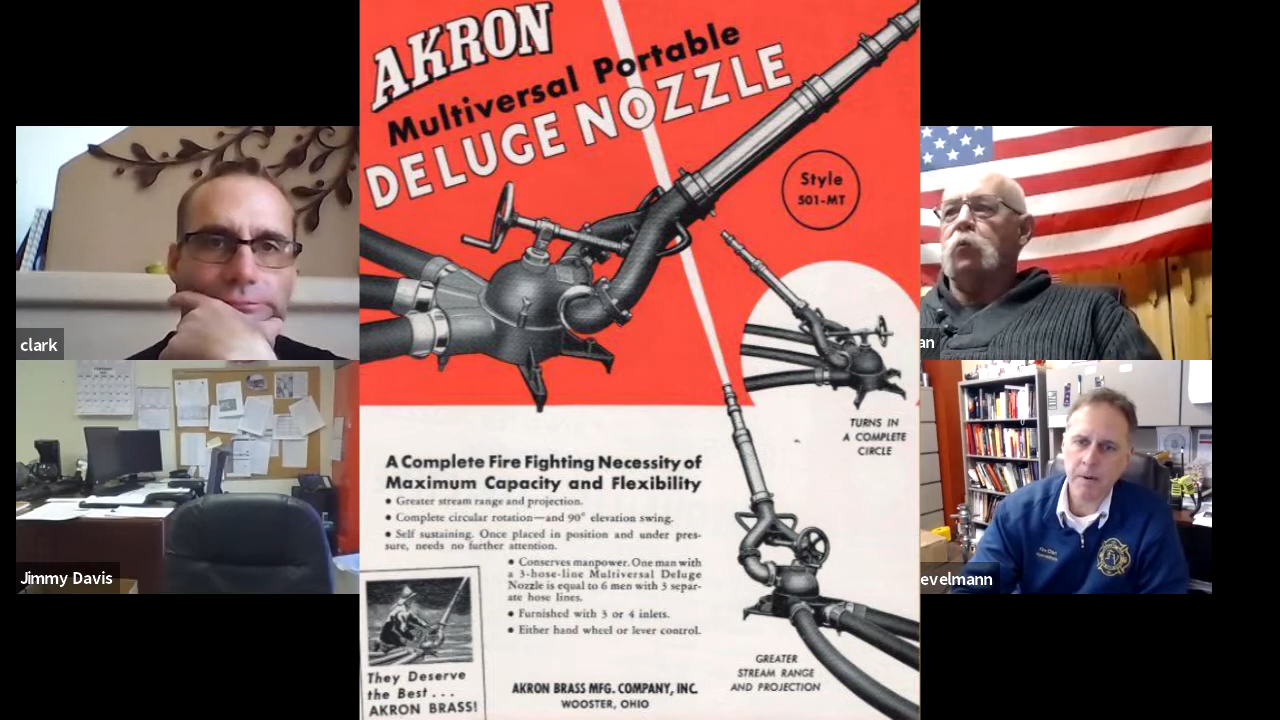 AKRON
Multiversal Portable
DELUGE NOZZLE
Style
501-MT
TURNS IN
A COMPLETE
CIRCLE
A Complete Fire Fighting Necessity of
Maximum Capacity and Flexibility
• Greater stream range and projection.
• Complete circular rotation—and 90° elevation swing.
• Self sustaining. Once placed in position and under pres-
sure, needs no further attention.
• Conserves manpower. One man with
a 3-hose-line Multiversal Deluge
Nozzle is equal to 6 men with 3 separ-
ate hose lines.
• Furnished with 3 or 4 inlets.
• Either hand wheel or lever control.
They Deserve
the Best . . .
AKRON BRASS!
AKRON BRASS MFG. COMPANY, INC.
WOOSTER, OHIO
GREATER
STREAM RANGE
AND PROJECTION
clark
an
Jimmy Davis
evelmann